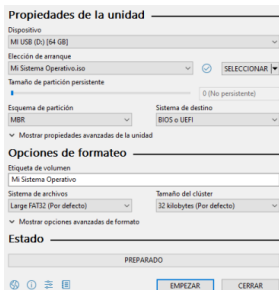 Propiedades de la unidad
Dispositivo
MI USB (D:) [64 GB]
Elección de arranque
Mi Sistema Operativo.iso SELECCIONAR
Tamaño de partición persistente
0 (No persistente)
Esquema de partición Sistema de destino
MBR BIOS o UEFI
Mostrar propiedades avanzadas de la unidad
Opciones de formateo
Etiqueta de volumen
Mi Sistema Operativo
Sistema de archivos Tamaño del clúster
Large FAT32 (Por defecto) 32 kilobytes (Por defecto)
Mostrar opciones avanzadas de formato
Estado
PREPARADO
EMPEZAR CERRAR